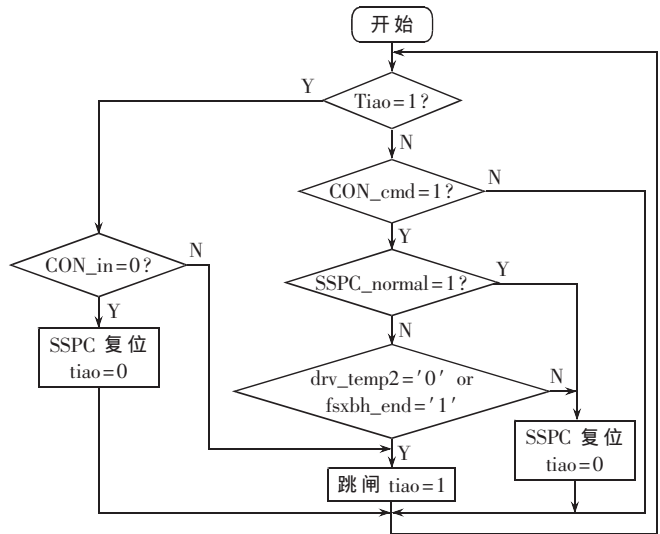 开始
Tiao=1?
Y
N
CON_cmd=1?
N
Y
CON_in=0?
N
Y
SSPC_normal=1?
Y
N
SSPC 复位
tiao=0
drv_temp2='0' or
fsxbh_end='1'
N
Y
SSPC 复位
tiao=0
跳闸 tiao=1